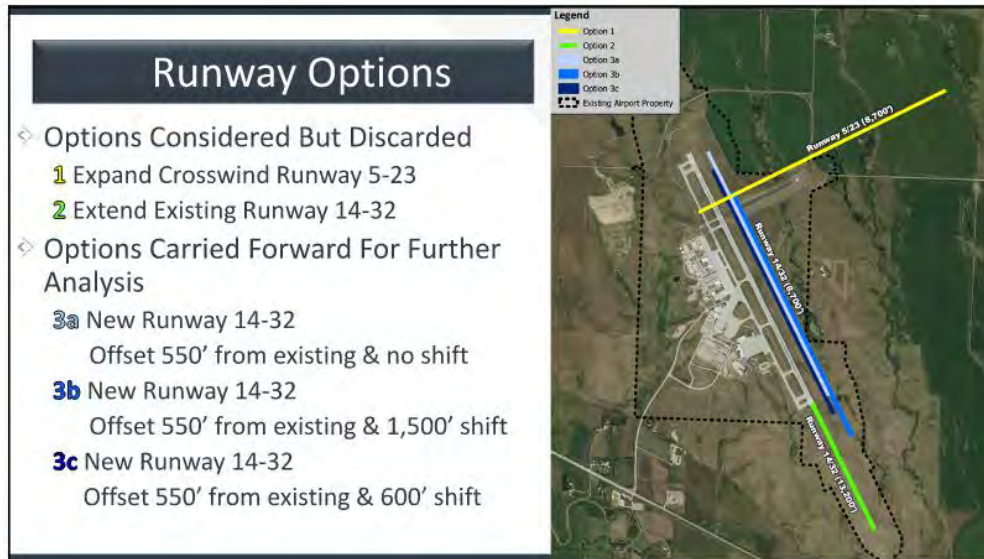 Runway Options
Options Considered But Discarded
1 Expand Crosswind Runway 5-23
2 Extend Existing Runway 14-32
Options Carried Forward For Further
Analysis
3a New Runway 14-32
Offset 550’ from existing & no shift
3b New Runway 14-32
Offset 550’ from existing & 1,500’ shift
3c New Runway 14-32
Offset 550’ from existing & 600’ shift
Legend
Option 1
Option 2
Option 3a
Option 3b
Option 3c
Existing Airport Property
Runway 5/23 (8,700')
Runway 14/32 (8,700')
Runway 14/32 (13,200')